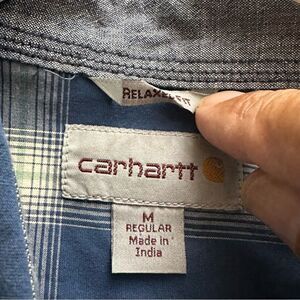 RELAXED FIT
carhartt
M
REGULAR
Made in
India